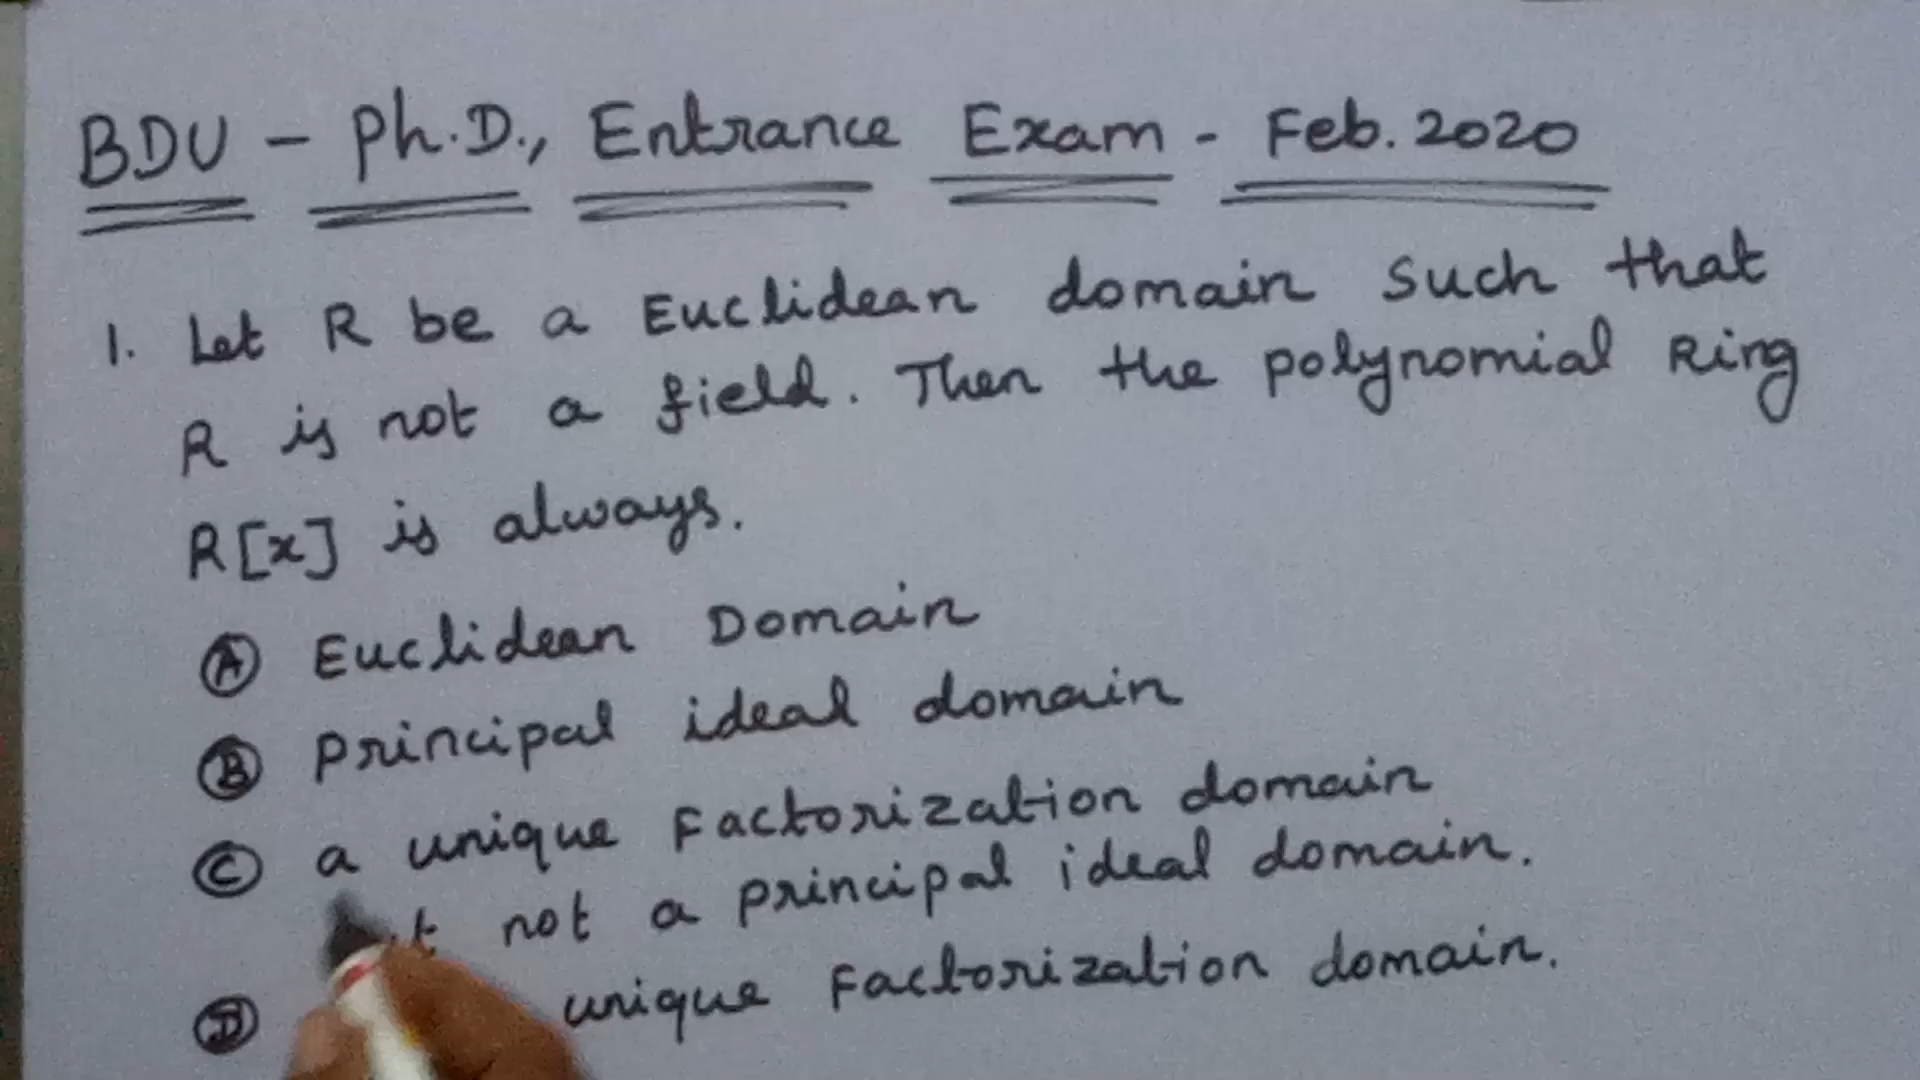 BDU - Ph.D., Entrance Exam - Feb. 2020
1. Let R be a Euclidean domain such that
R is not a field. Then the polynomial Ring
R[x] is always.
(A) Euclidean Domain
(B) Principal ideal domain
(C) a unique Factorization domain
not a principal ideal domain.
(D) unique Factorization domain.